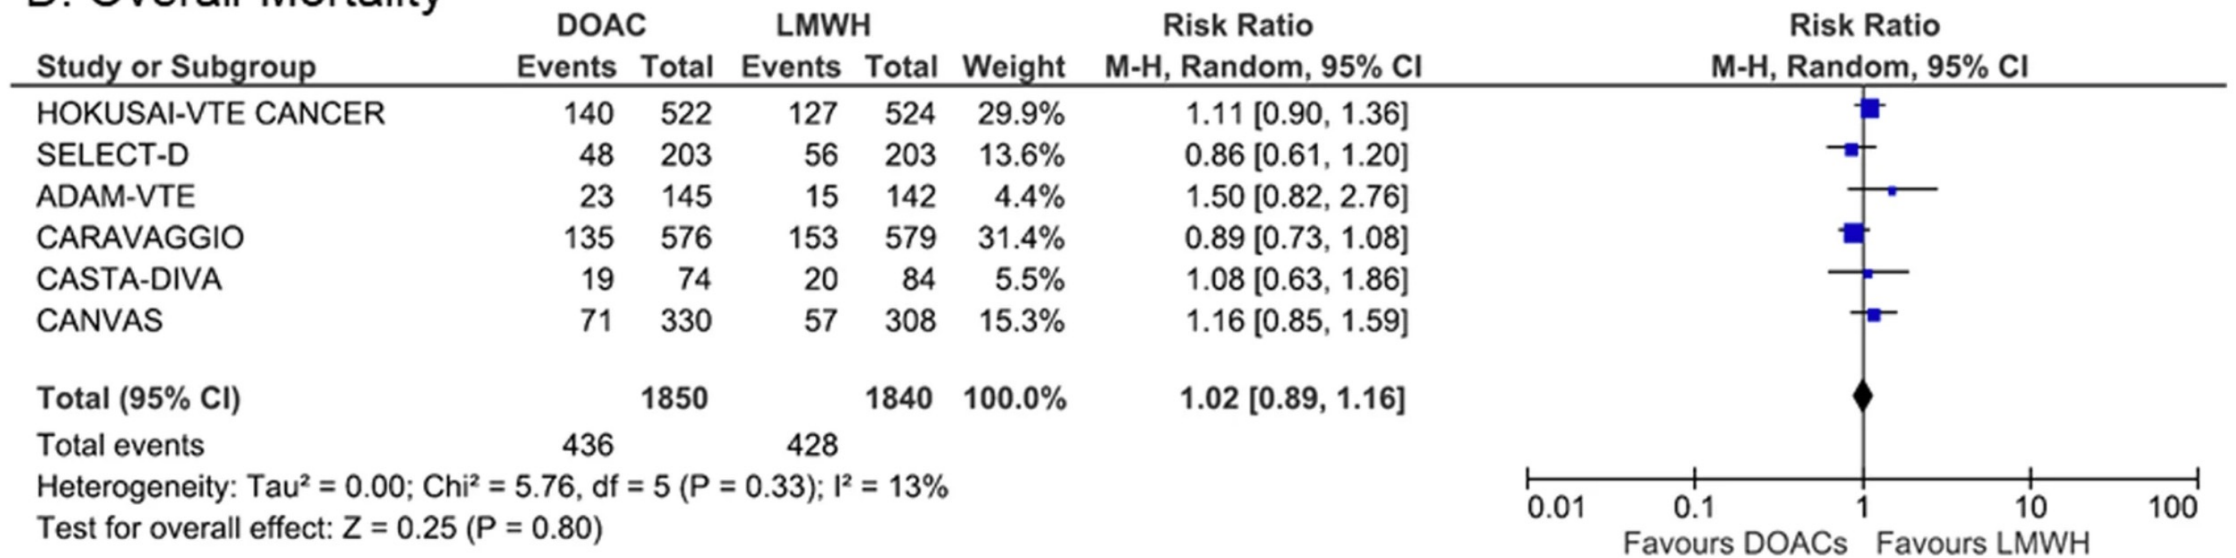 D. Overall Mortality
DOAC LMWH Risk Ratio Risk Ratio
Study or Subgroup Events Total Events Total Weight M-H, Random, 95% CI M-H, Random, 95% CI
HOKUSAI-VTE CANCER 140 522 127 524 29.9% 1.11 [0.90, 1.36]
SELECT-D 48 203 56 203 13.6% 0.86 [0.61, 1.20]
ADAM-VTE 23 145 15 142 4.4% 1.50 [0.82, 2.76]
CARAVAGGIO 135 576 153 579 31.4% 0.89 [0.73, 1.08]
CASTA-DIVA 19 74 20 84 5.5% 1.08 [0.63, 1.86]
CANVAS 71 330 57 308 15.3% 1.16 [0.85, 1.59]
Total (95% CI) 1850 1840 100.0% 1.02 [0.89, 1.16]
Total events 436 428
Heterogeneity: Tau² = 0.00; Chi² = 5.76, df = 5 (P = 0.33); I² = 13%
Test for overall effect: Z = 0.25 (P = 0.80)
0.01 0.1 1 10 100
Favours DOACs Favours LMWH